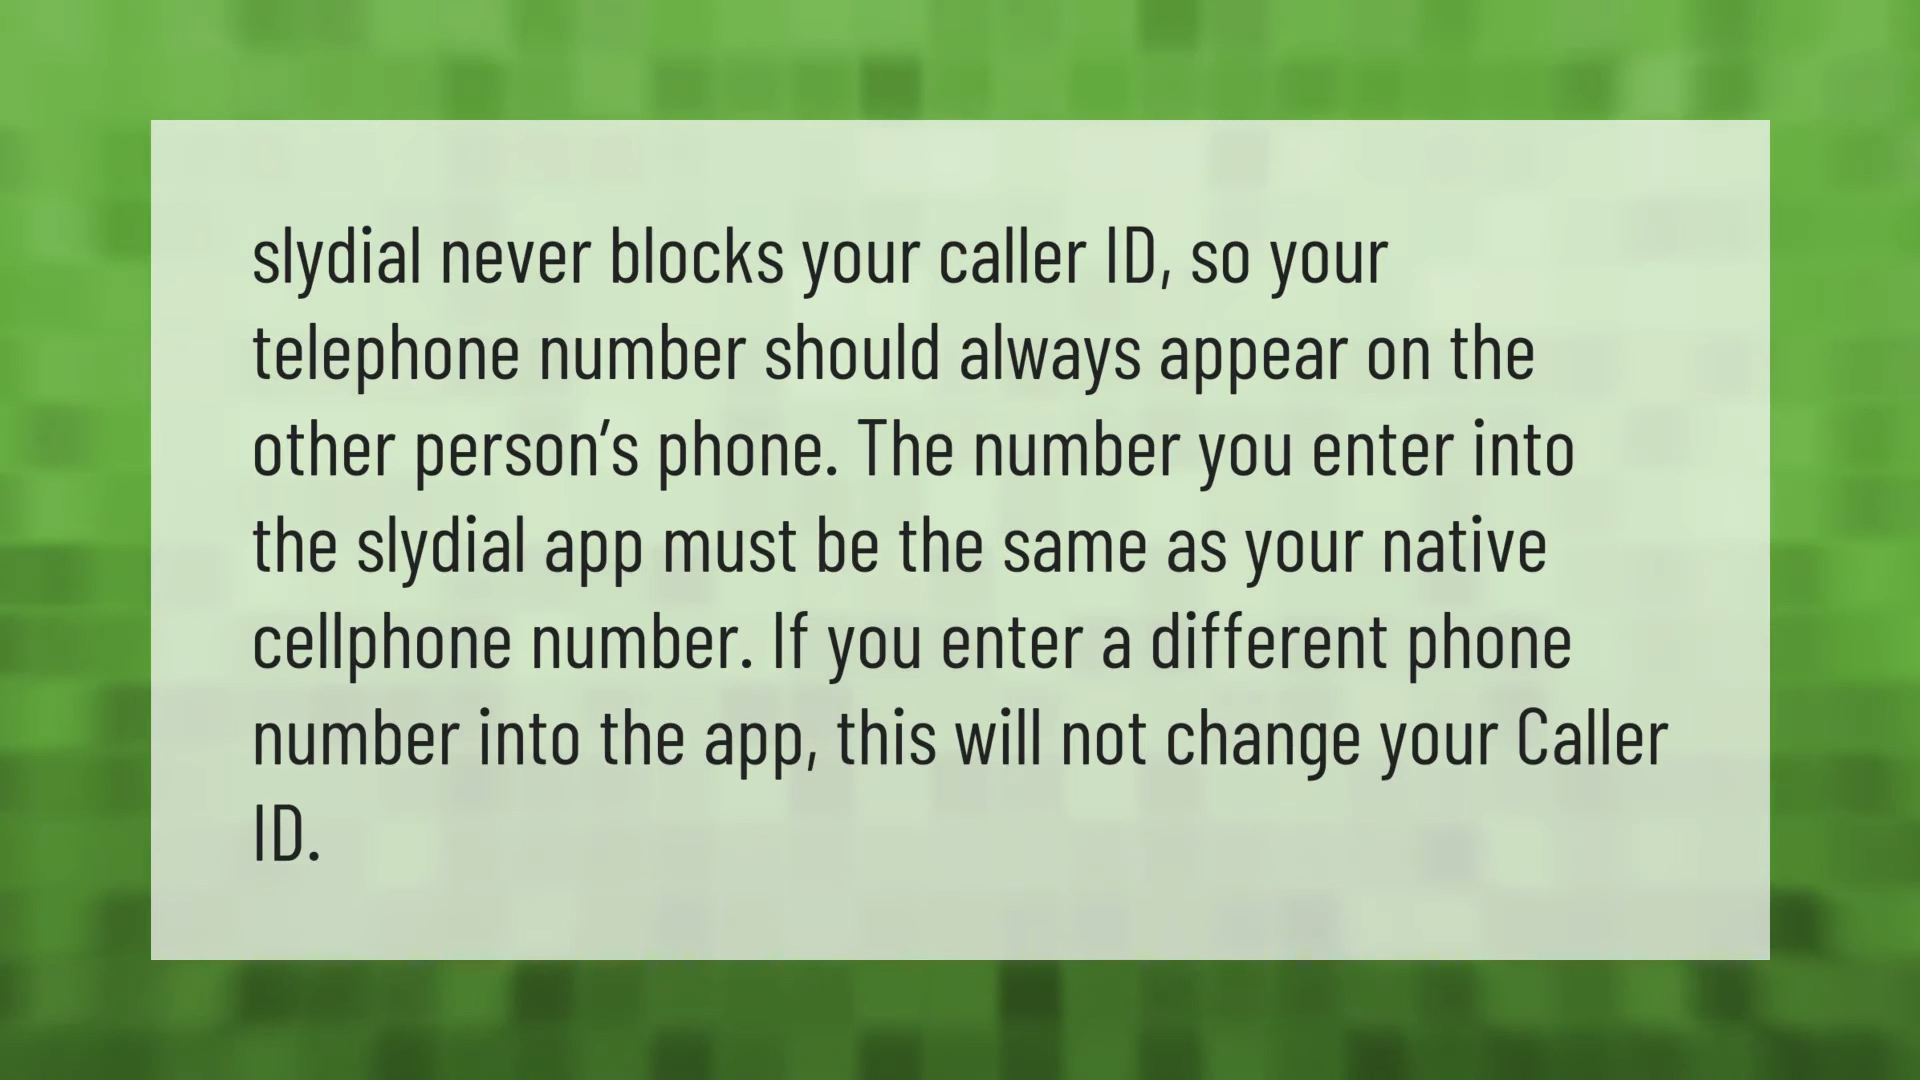 slydial never blocks your caller ID, so your
telephone number should always appear on the
other person’s phone. The number you enter into
the slydial app must be the same as your native
cellphone number. If you enter a different phone
number into the app, this will not change your Caller
ID.